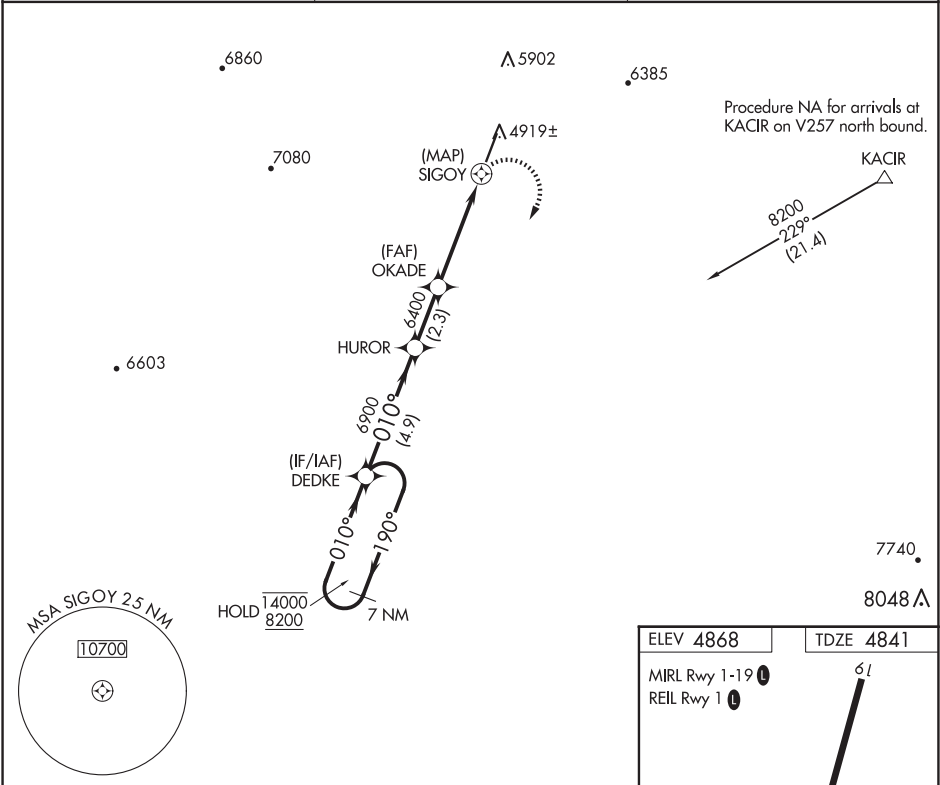 6860
5902
6385
Procedure NA for arrivals at
KACIR on V257 north bound.
4919±
7080
(MAP)
SIGOY
KACIR
8200
229°
(21.4)
(FAF)
OKADE
6400
(2.3)
HUROR
6603
6900
010°
(4.9)
(IF/IAF)
DEDKE
010°
190°
7740
HOLD 14000
8200
7 NM
8048
MSA SIGOY 25 NM
10700
ELEV 4868
TDZE 4841
MIRL Rwy 1-19 L
REIL Rwy 1 L
19